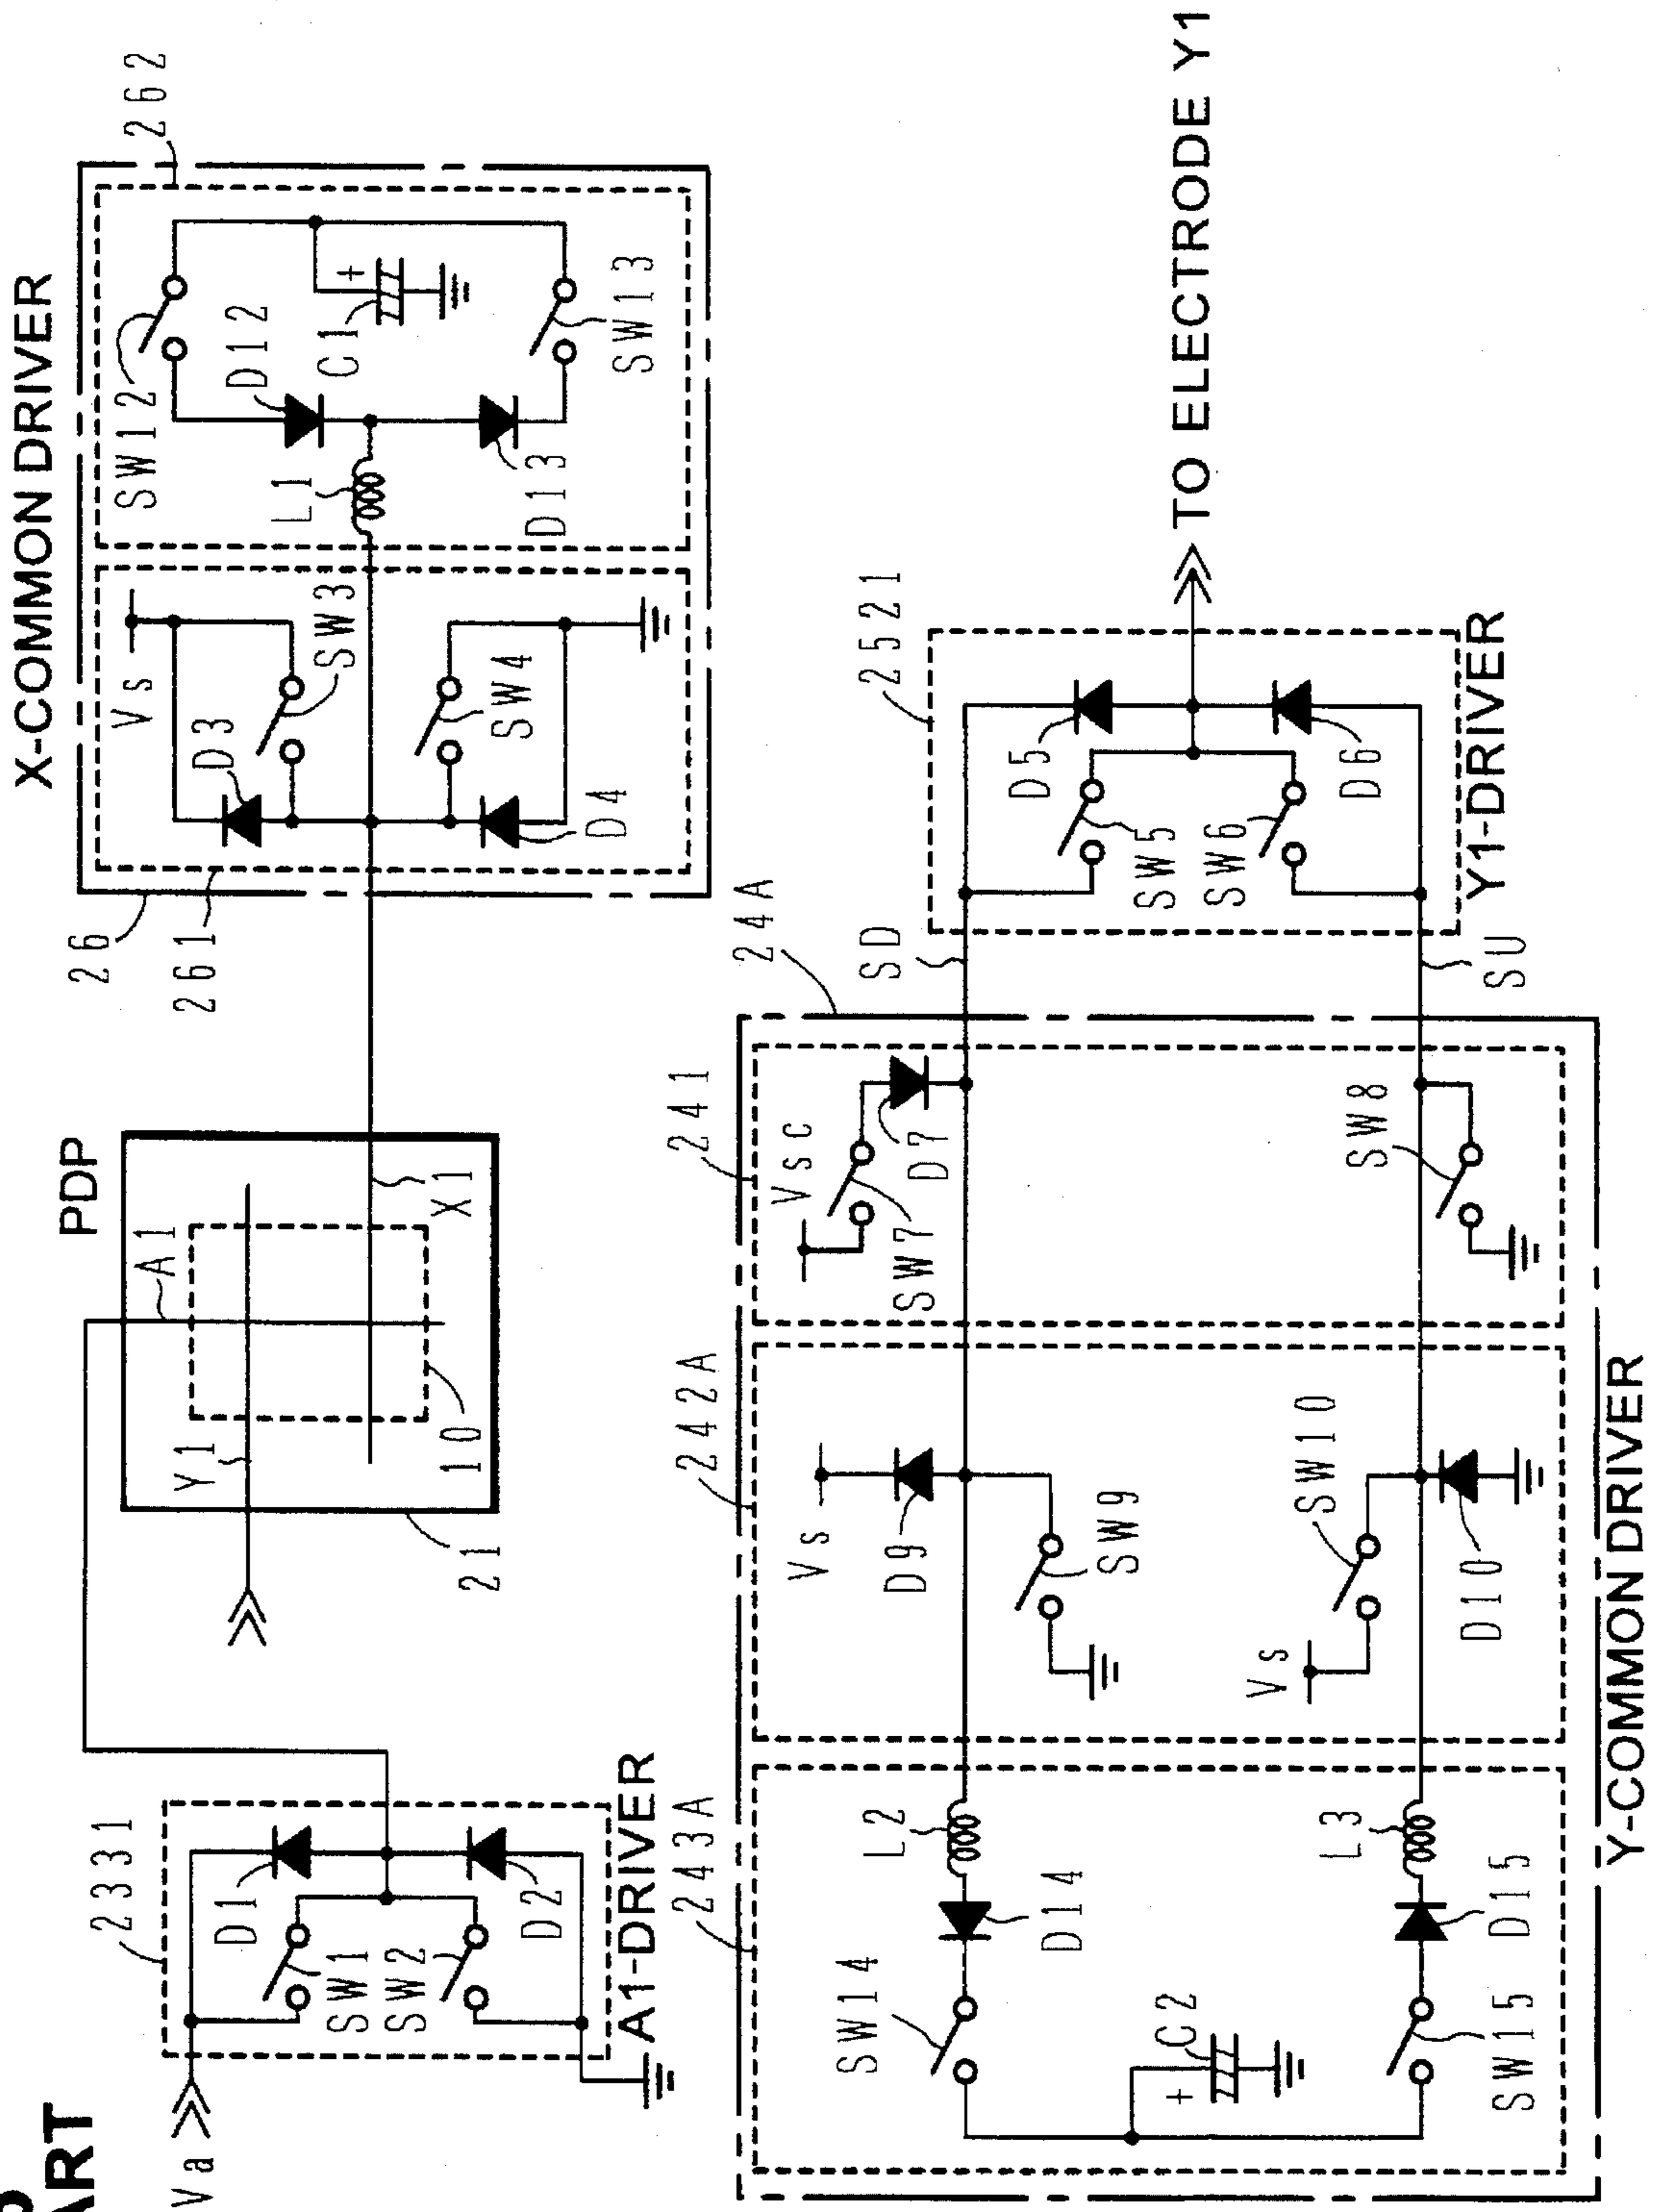 ART
X-COMMON DRIVER
26
261
262
Vs
D3
SW3
SW4
D4
SW12
D12
L1
C1
+
D13
SW13
PDP
A1
Y1
X1
10
21
Va
2331
D1
SW1
SW2
D2
A1-DRIVER
24A
241
242A
243A
SD
SU
Vsc
SW7
D7
SW8
Vs
D9
SW9
SW10
Vs
D10
L2
D14
SW14
C2
+
L3
D15
SW15
Y-COMMON DRIVER
2521
D5
SW5
SW6
D6
Y1-DRIVER
TO ELECTRODE Y1